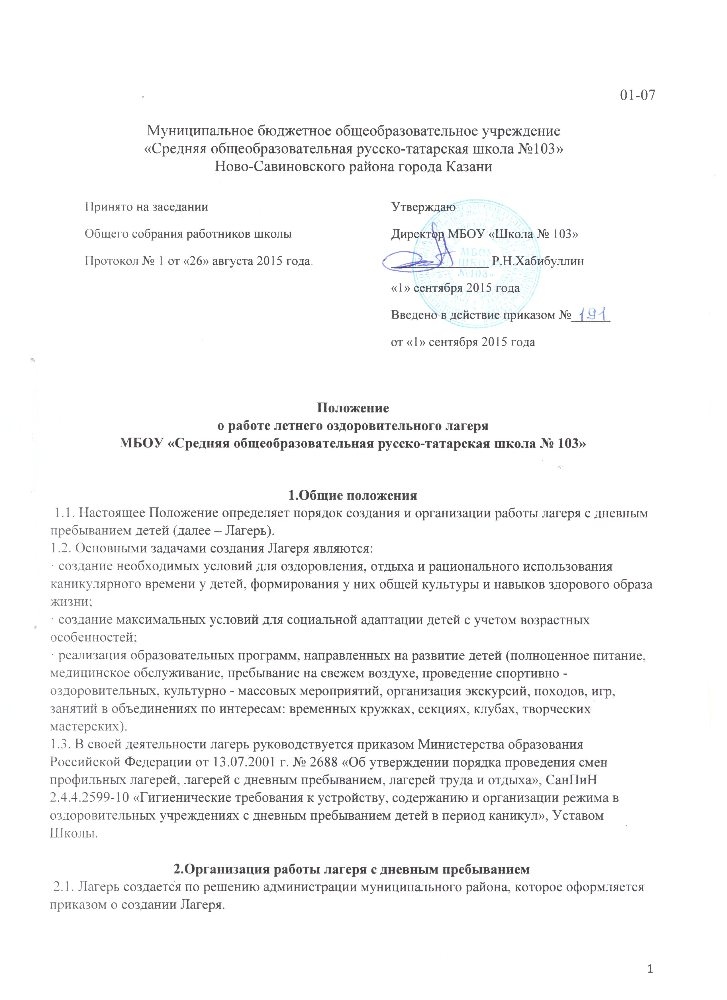 01-07
Муниципальное бюджетное общеобразовательное учреждение
«Средняя общеобразовательная русско-татарская школа №103»
Ново-Савиновского района города Казани
Принято на заседании
Общего собрания работников школы
Протокол № 1 от «26» августа 2015 года.
Утверждаю
Директор МБОУ «Школа № 103»
Р.Н.Хабибуллин
«1» сентября 2015 года
Введено в действие приказом № 191
от «1» сентября 2015 года
МБОУ
ШКОЛА
№103»
Положение
о работе летнего оздоровительного лагеря
МБОУ «Средняя общеобразовательная русско-татарская школа № 103»
1.Общие положения
1.1. Настоящее Положение определяет порядок создания и организации работы лагеря с дневным
пребыванием детей (далее – Лагерь).
1.2. Основными задачами создания Лагеря являются:
· создание необходимых условий для оздоровления, отдыха и рационального использования
каникулярного времени у детей, формирования у них общей культуры и навыков здорового образа
жизни;
· создание максимальных условий для социальной адаптации детей с учетом возрастных
особенностей;
· реализация образовательных программ, направленных на развитие детей (полноценное питание,
медицинское обслуживание, пребывание на свежем воздухе, проведение спортивно -
оздоровительных, культурно - массовых мероприятий, организация экскурсий, походов, игр,
занятий в объединениях по интересам: временных кружках, секциях, клубах, творческих
мастерских).
1.3. В своей деятельности лагерь руководствуется приказом Министерства образования
Российской Федерации от 13.07.2001 г. № 2688 «Об утверждении порядка проведения смен
профильных лагерей, лагерей с дневным пребыванием, лагерей труда и отдыха», СанПиН
2.4.4.2599-10 «Гигиенические требования к устройству, содержанию и организации режима в
оздоровительных учреждениях с дневным пребыванием детей в период каникул», Уставом
Школы.
2.Организация работы лагеря с дневным пребыванием
2.1. Лагерь создается по решению администрации муниципального района, которое оформляется
приказом о создании Лагеря.
1